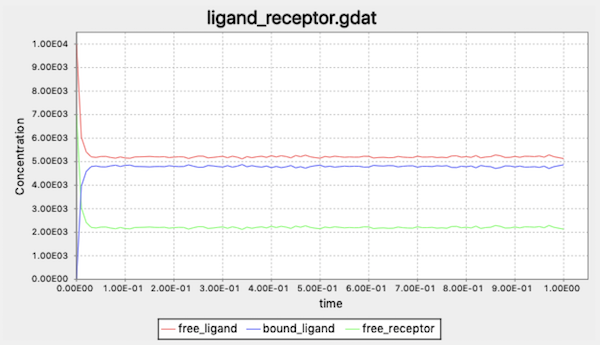 ligand_receptor.gdat
1.00E04
9.00E03
8.00E03
7.00E03
6.00E03
5.00E03
4.00E03
3.00E03
2.00E03
1.00E03
0.00E00
Concentration
0.00E00 1.00E-01 2.00E-01 3.00E-01 4.00E-01 5.00E-01 6.00E-01 7.00E-01 8.00E-01 9.00E-01 1.00E00
time
free_ligand bound_ligand free_receptor